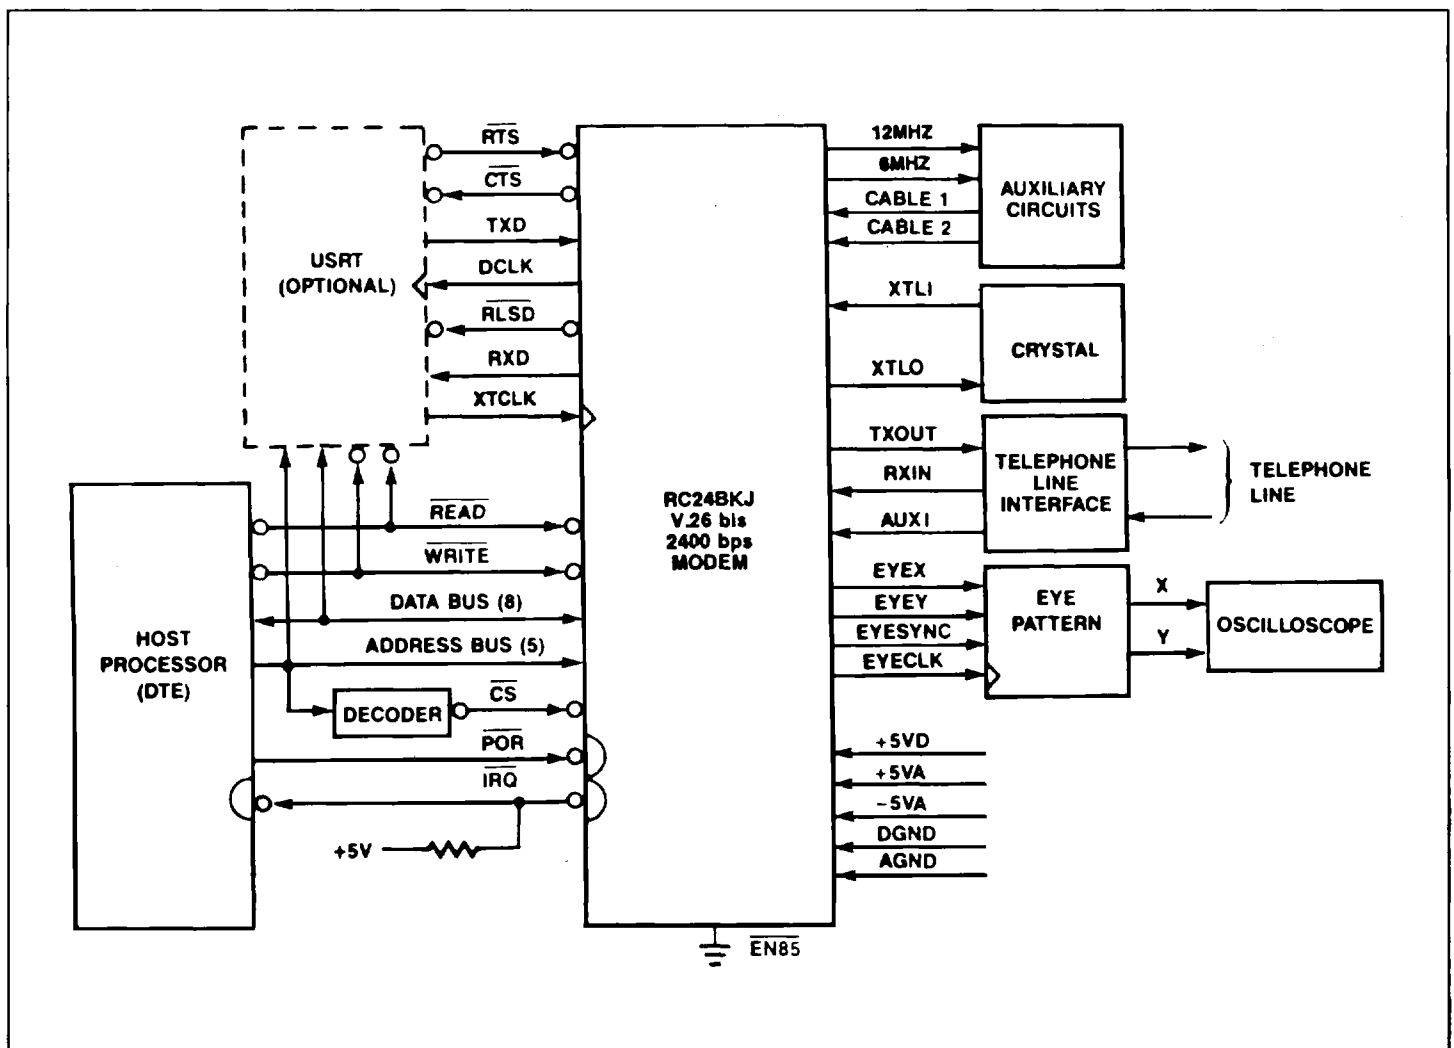 RTS
CTS
TXD
DCLK
RLSD
RXD
XTCLK
USRT
(OPTIONAL)
READ
WRITE
DATA BUS (8)
ADDRESS BUS (5)
CS
DECODER
POR
IRQ
+5V
HOST
PROCESSOR
(DTE)
RC24BKJ
V.26 bis
2400 bps
MODEM
EN85
12MHZ
6MHZ
CABLE 1
CABLE 2
AUXILIARY
CIRCUITS
XTLI
XTLO
CRYSTAL
TXOUT
RXIN
AUXI
TELEPHONE
LINE
INTERFACE
TELEPHONE
LINE
EYEX
EYEY
EYESYNC
EYECLK
EYE
PATTERN
X
Y
OSCILLOSCOPE
+5VD
+5VA
-5VA
DGND
AGND